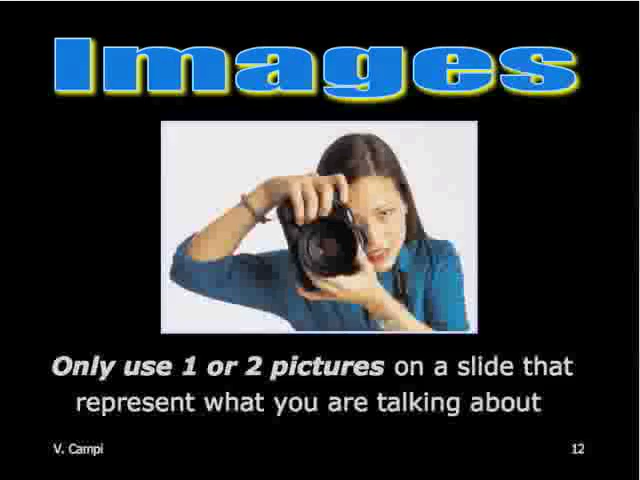 Images
Only use 1 or 2 pictures on a slide that
represent what you are talking about
V. Campi
12